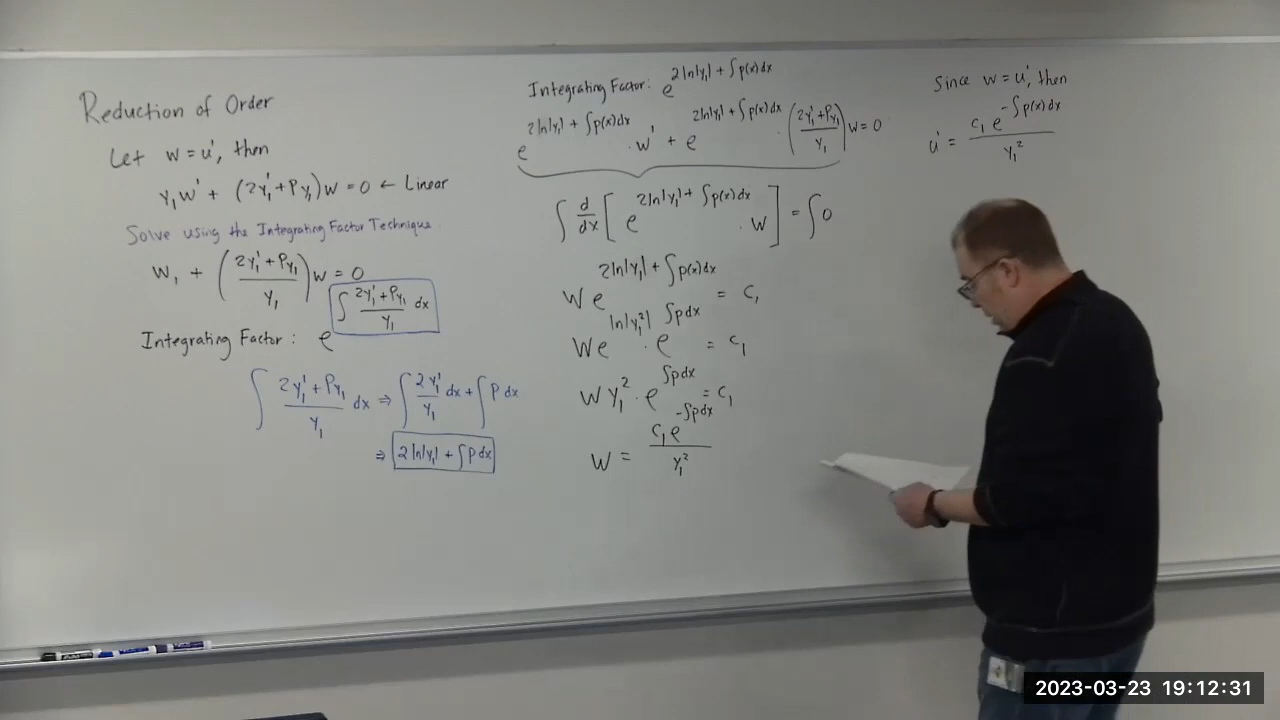 Reduction of Order
Let w = u', then
y₁w' + (2y₁' + Py₁)w = 0 ← Linear
Solve using the Integrating Factor Technique
w, + ((2y₁' + Py₁)/y₁)w = 0
Integrating Factor: e^(∫ (2y₁' + Py₁)/y₁ dx)
∫ (2y₁' + Py₁)/y₁ dx ⇒ ∫ 2y₁'/y₁ dx + ∫ P dx
⇒ 2ln|y₁| + ∫P dx
Integrating Factor: e^(2ln|y₁| + ∫p(x)dx)
e^(2ln|y₁| + ∫p(x)dx) · w' + e^(2ln|y₁| + ∫p(x)dx) · ((2y₁' + Py₁)/y₁)w = 0
∫ d/dx [e^(2ln|y₁| + ∫p(x)dx) · w] = ∫0
we^(2ln|y₁| + ∫p(x)dx) = c₁
we^(ln|y₁²|) · e^(∫pdx) = c₁
wy₁² · e^(∫pdx) = c₁
w = c₁e^(-∫pdx)/y₁²
Since w = u', then
u' = c₁e^(-∫p(x)dx)/y₁²
2023-03-23 19:12:31